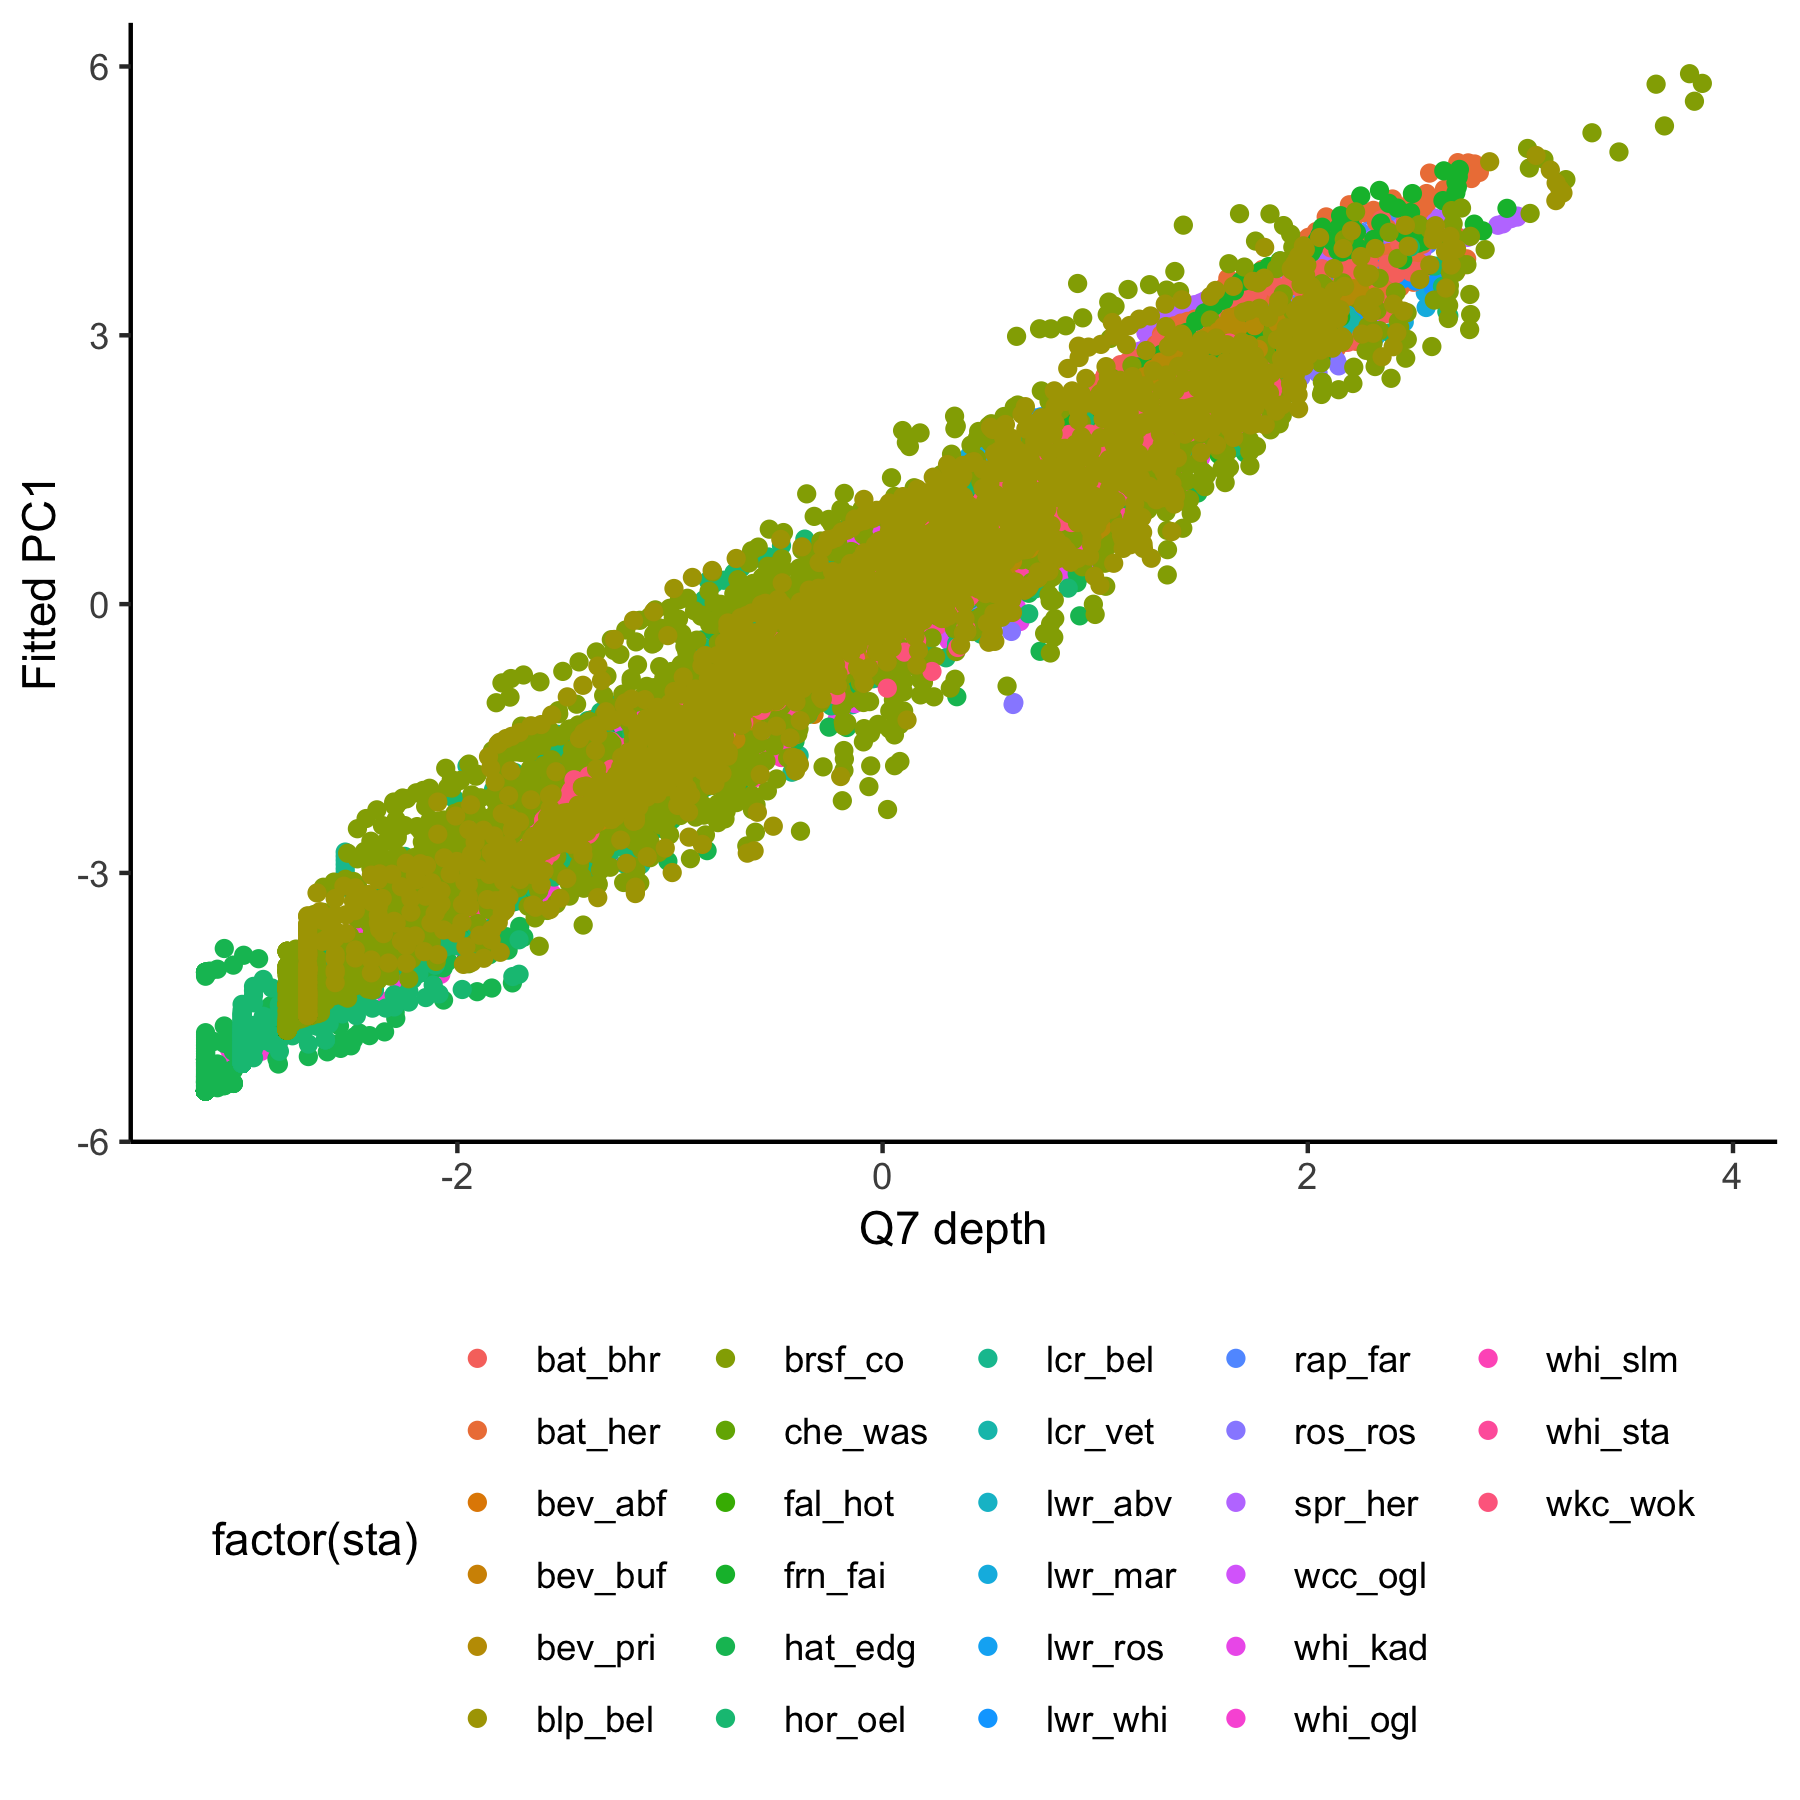 6
3
0
-3
-6
Fitted PC1
-2 0 2 4
Q7 depth
factor(sta)
bat_bhr brsf_co lcr_bel rap_far whi_slm
bat_her che_was lcr_vet ros_ros whi_sta
bev_abf fal_hot lwr_abv spr_her wkc_wok
bev_buf frn_fai lwr_mar wcc_ogl
bev_pri hat_edg lwr_ros whi_kad
blp_bel hor_oel lwr_whi whi_ogl